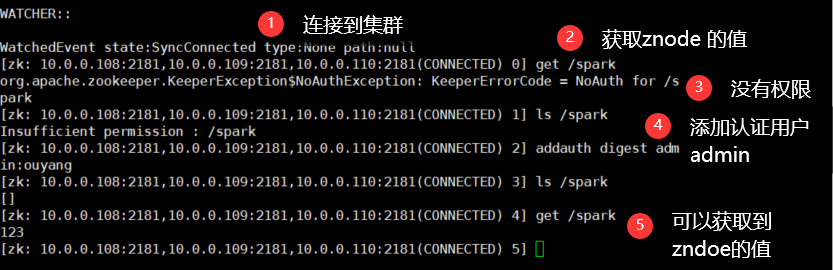 WATCHER::
1 连接到集群
2 获取znode 的值
WatchedEvent state:SyncConnected type:None path:null
[zk: 10.0.0.108:2181,10.0.0.109:2181,10.0.0.110:2181(CONNECTED) 0] get /spark
org.apache.zookeeper.KeeperException$NoAuthException: KeeperErrorCode = NoAuth for /s
park
3 没有权限
[zk: 10.0.0.108:2181,10.0.0.109:2181,10.0.0.110:2181(CONNECTED) 1] ls /spark
Insufficient permission : /spark
4 添加认证用户
admin
[zk: 10.0.0.108:2181,10.0.0.109:2181,10.0.0.110:2181(CONNECTED) 2] addauth digest adm
in:ouyang
[zk: 10.0.0.108:2181,10.0.0.109:2181,10.0.0.110:2181(CONNECTED) 3] ls /spark
[]
[zk: 10.0.0.108:2181,10.0.0.109:2181,10.0.0.110:2181(CONNECTED) 4] get /spark
123
5 可以获取到
zndoe的值
[zk: 10.0.0.108:2181,10.0.0.109:2181,10.0.0.110:2181(CONNECTED) 5]